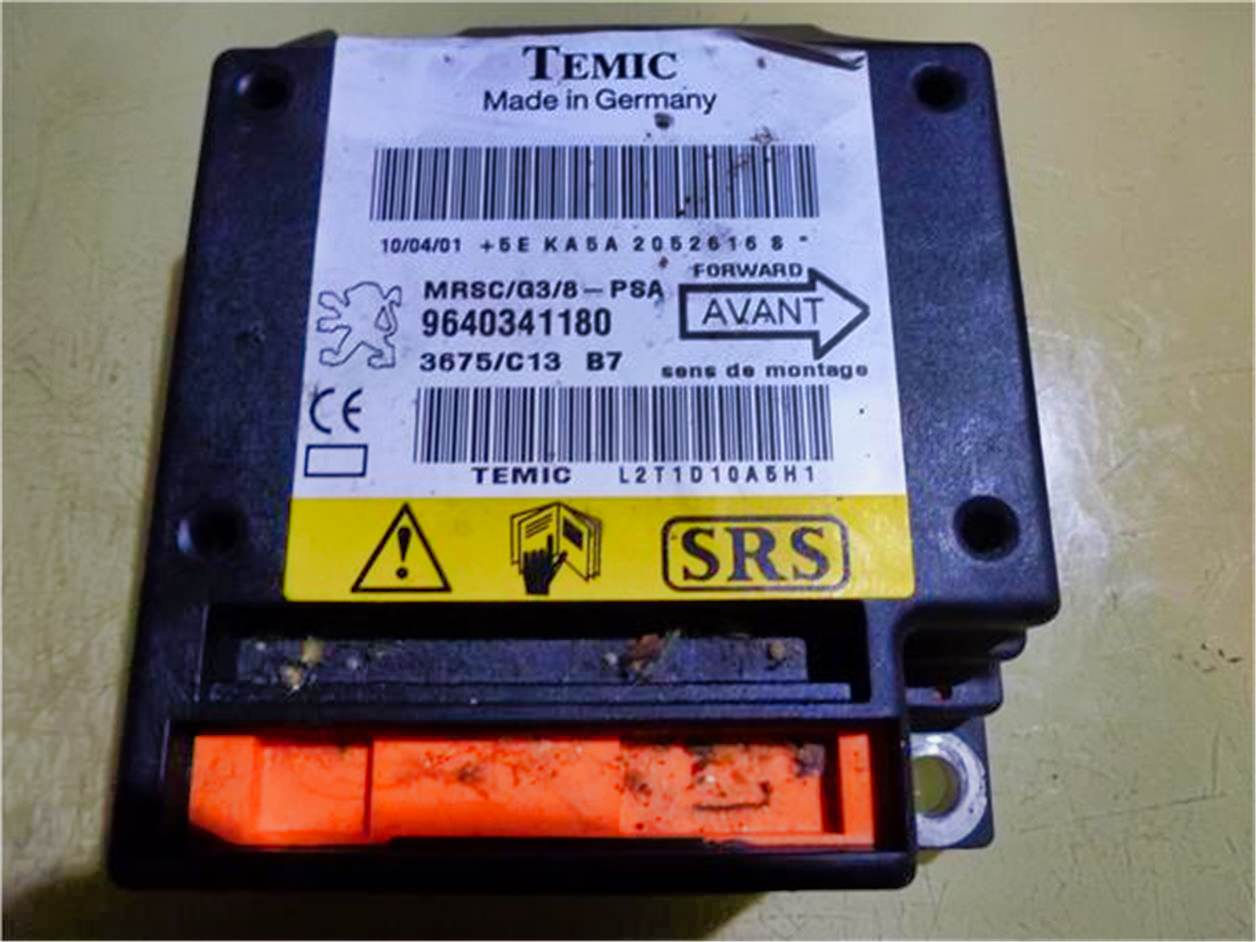 TEMIC
Made in Germany
10/04/01 +5E KA5A 20526168 -
FORWARD
MRSC/G3/8-PSA
AVANT
9640341180
3675/C13 B7
sens de montage
CE
TEMIC L2T1D10A5H1
SRS